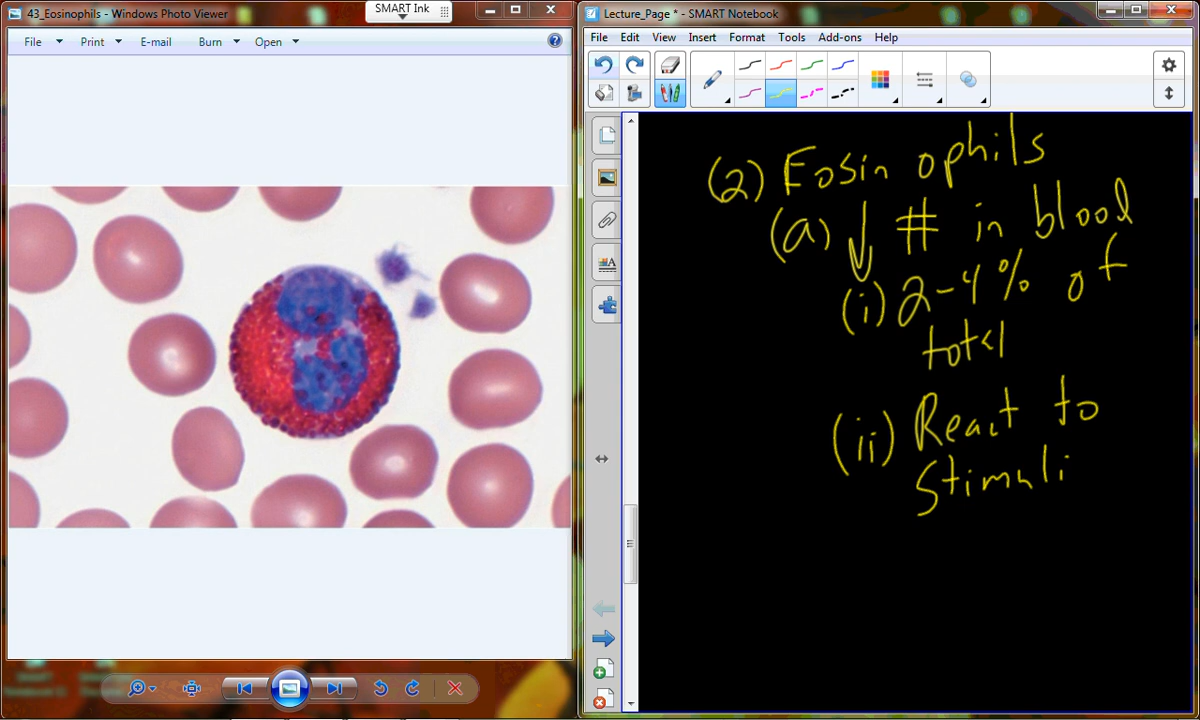 43_Eosinophils - Windows Photo Viewer
SMART Ink
File Print E-mail Burn Open
Lecture_Page * - SMART Notebook
File Edit View Insert Format Tools Add-ons Help
(2) Eosinophils
(a) ↓ # in blood
(i) 2-4% of
total
(ii) React to
Stimuli